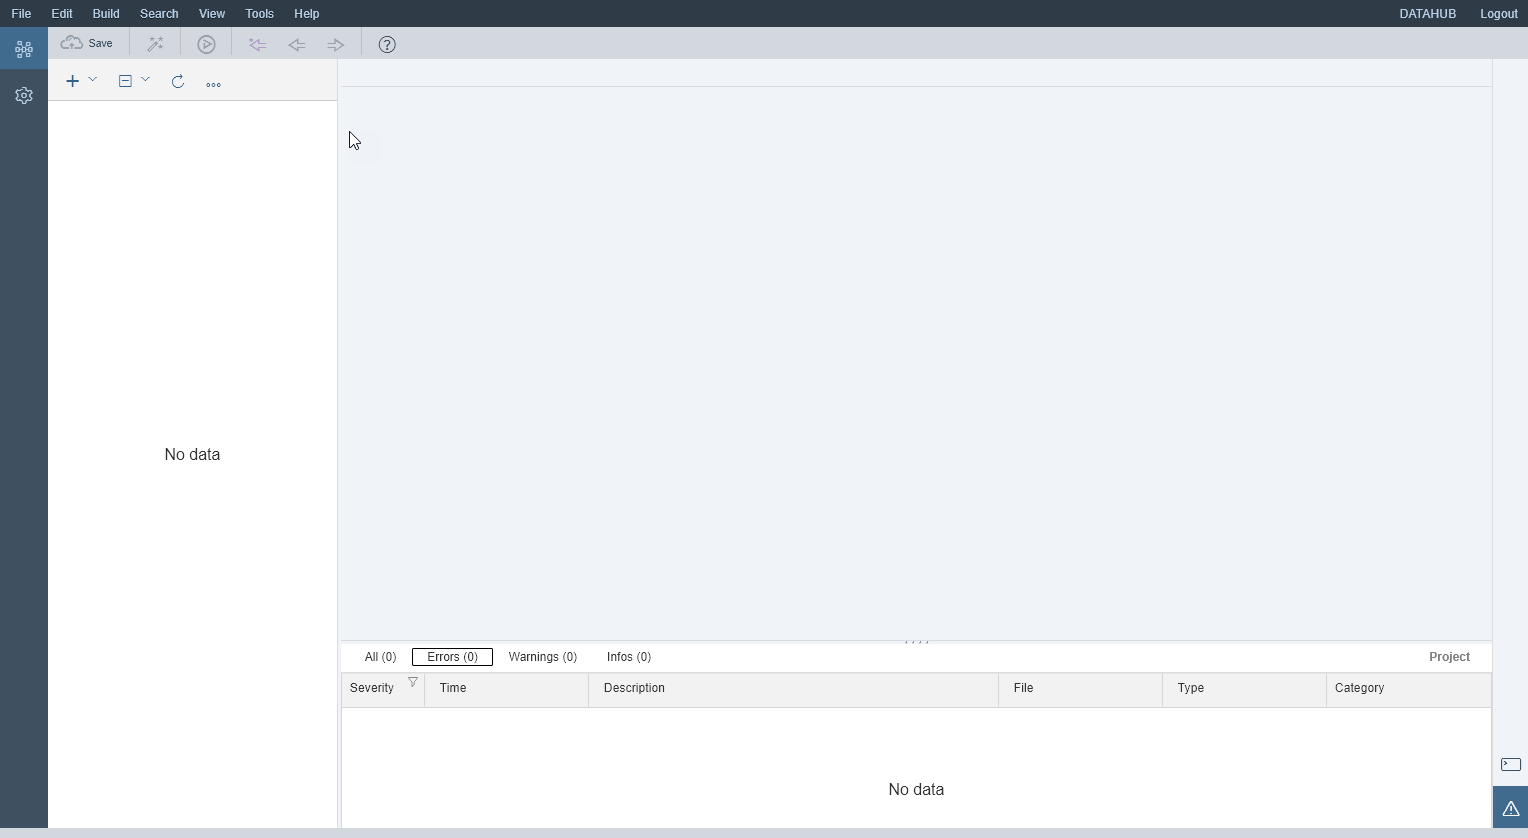 File Edit Build Search View Tools Help DATAHUB Logout
Save
No data
All (0) Errors (0) Warnings (0) Infos (0) Project
Severity Time Description File Type Category
No data